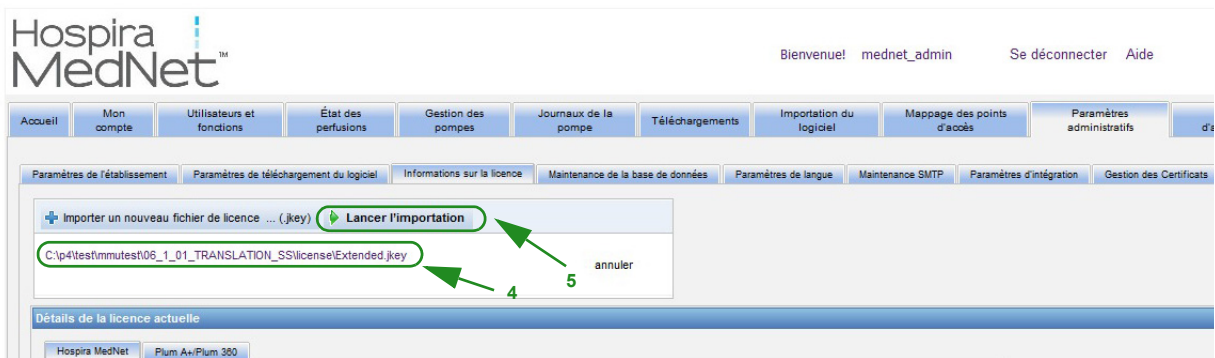 Hospira
MedNet™
Bienvenue! mednet_admin Se déconnecter Aide
Accueil
Mon
compte
Utilisateurs et
fonctions
État des
perfusions
Gestion des
pompes
Journaux de la
pompe
Téléchargements
Importation du
logiciel
Mappage des points
d'accès
Paramètres
administratifs
Paramètres de l'établissement
Paramètres de téléchargement du logiciel
Informations sur la licence
Maintenance de la base de données
Paramètres de langue
Maintenance SMTP
Paramètres d'intégration
Gestion des Certificats
Importer un nouveau fichier de licence ... (.jkey) Lancer l'importation
C:\p4\test\mmutest\06_1_01_TRANSLATION_SS\license\Extended.jkey
annuler
4
5
Détails de la licence actuelle
Hospira MedNet
Plum A+/Plum 360